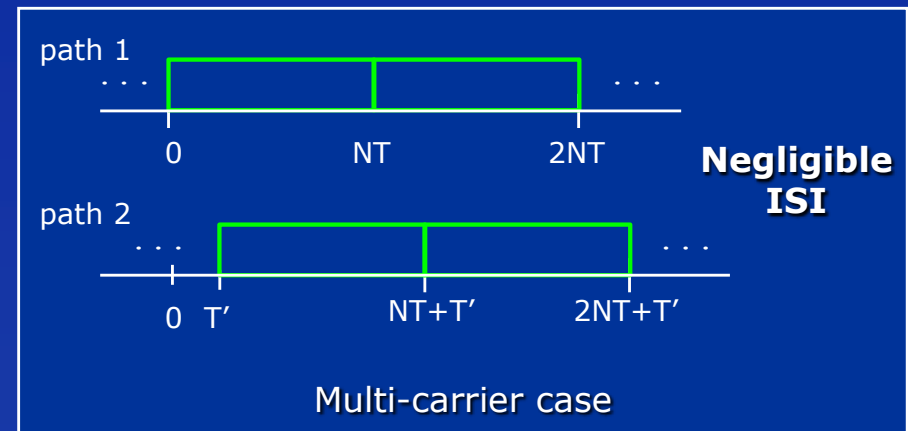 path 1
. . . . . .
0 NT 2NT
Negligible
ISI
path 2
. . . . . .
0 T′ NT+T′ 2NT+T′
Multi-carrier case